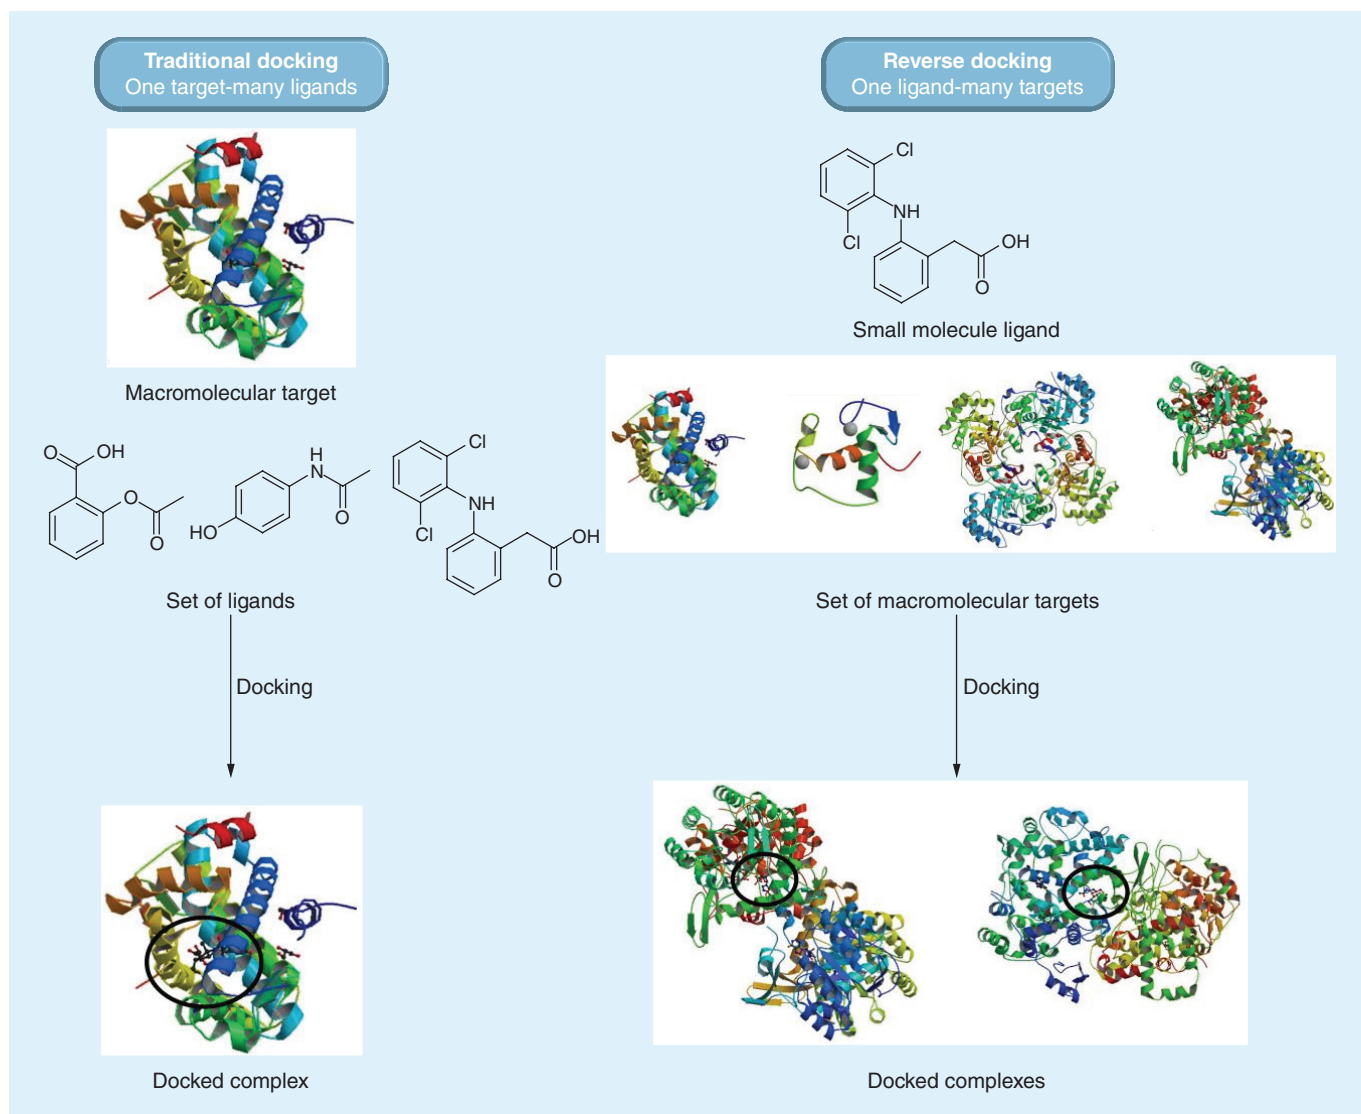 Traditional docking
One target-many ligands
Macromolecular target
OH
O
O
O
H
N
O
HO
Cl
NH
Cl
OH
O
Set of ligands
Docking
Docked complex
Reverse docking
One ligand-many targets
Cl
NH
Cl
OH
O
Small molecule ligand
Set of macromolecular targets
Docking
Docked complexes